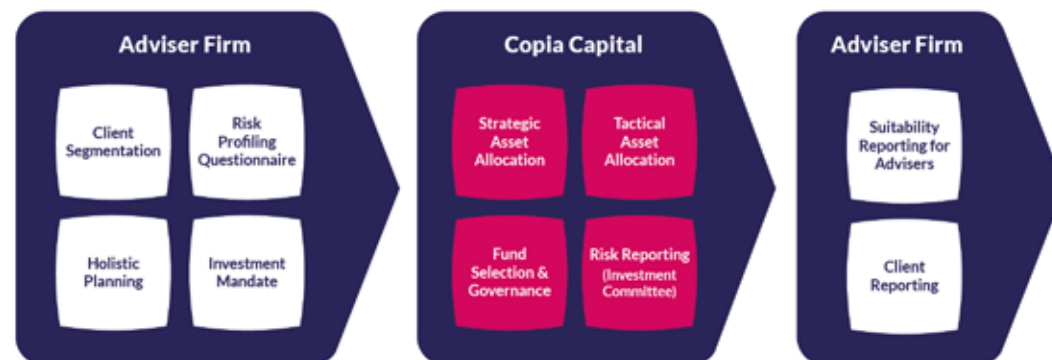 Adviser Firm
Client
Segmentation
Risk
Profiling
Questionnaire
Holistic
Planning
Investment
Mandate
Copia Capital
Strategic
Asset
Allocation
Tactical
Asset
Allocation
Fund
Selection &
Governance
Risk Reporting
(Investment
Committee)
Adviser Firm
Suitability
Reporting for
Advisers
Client
Reporting